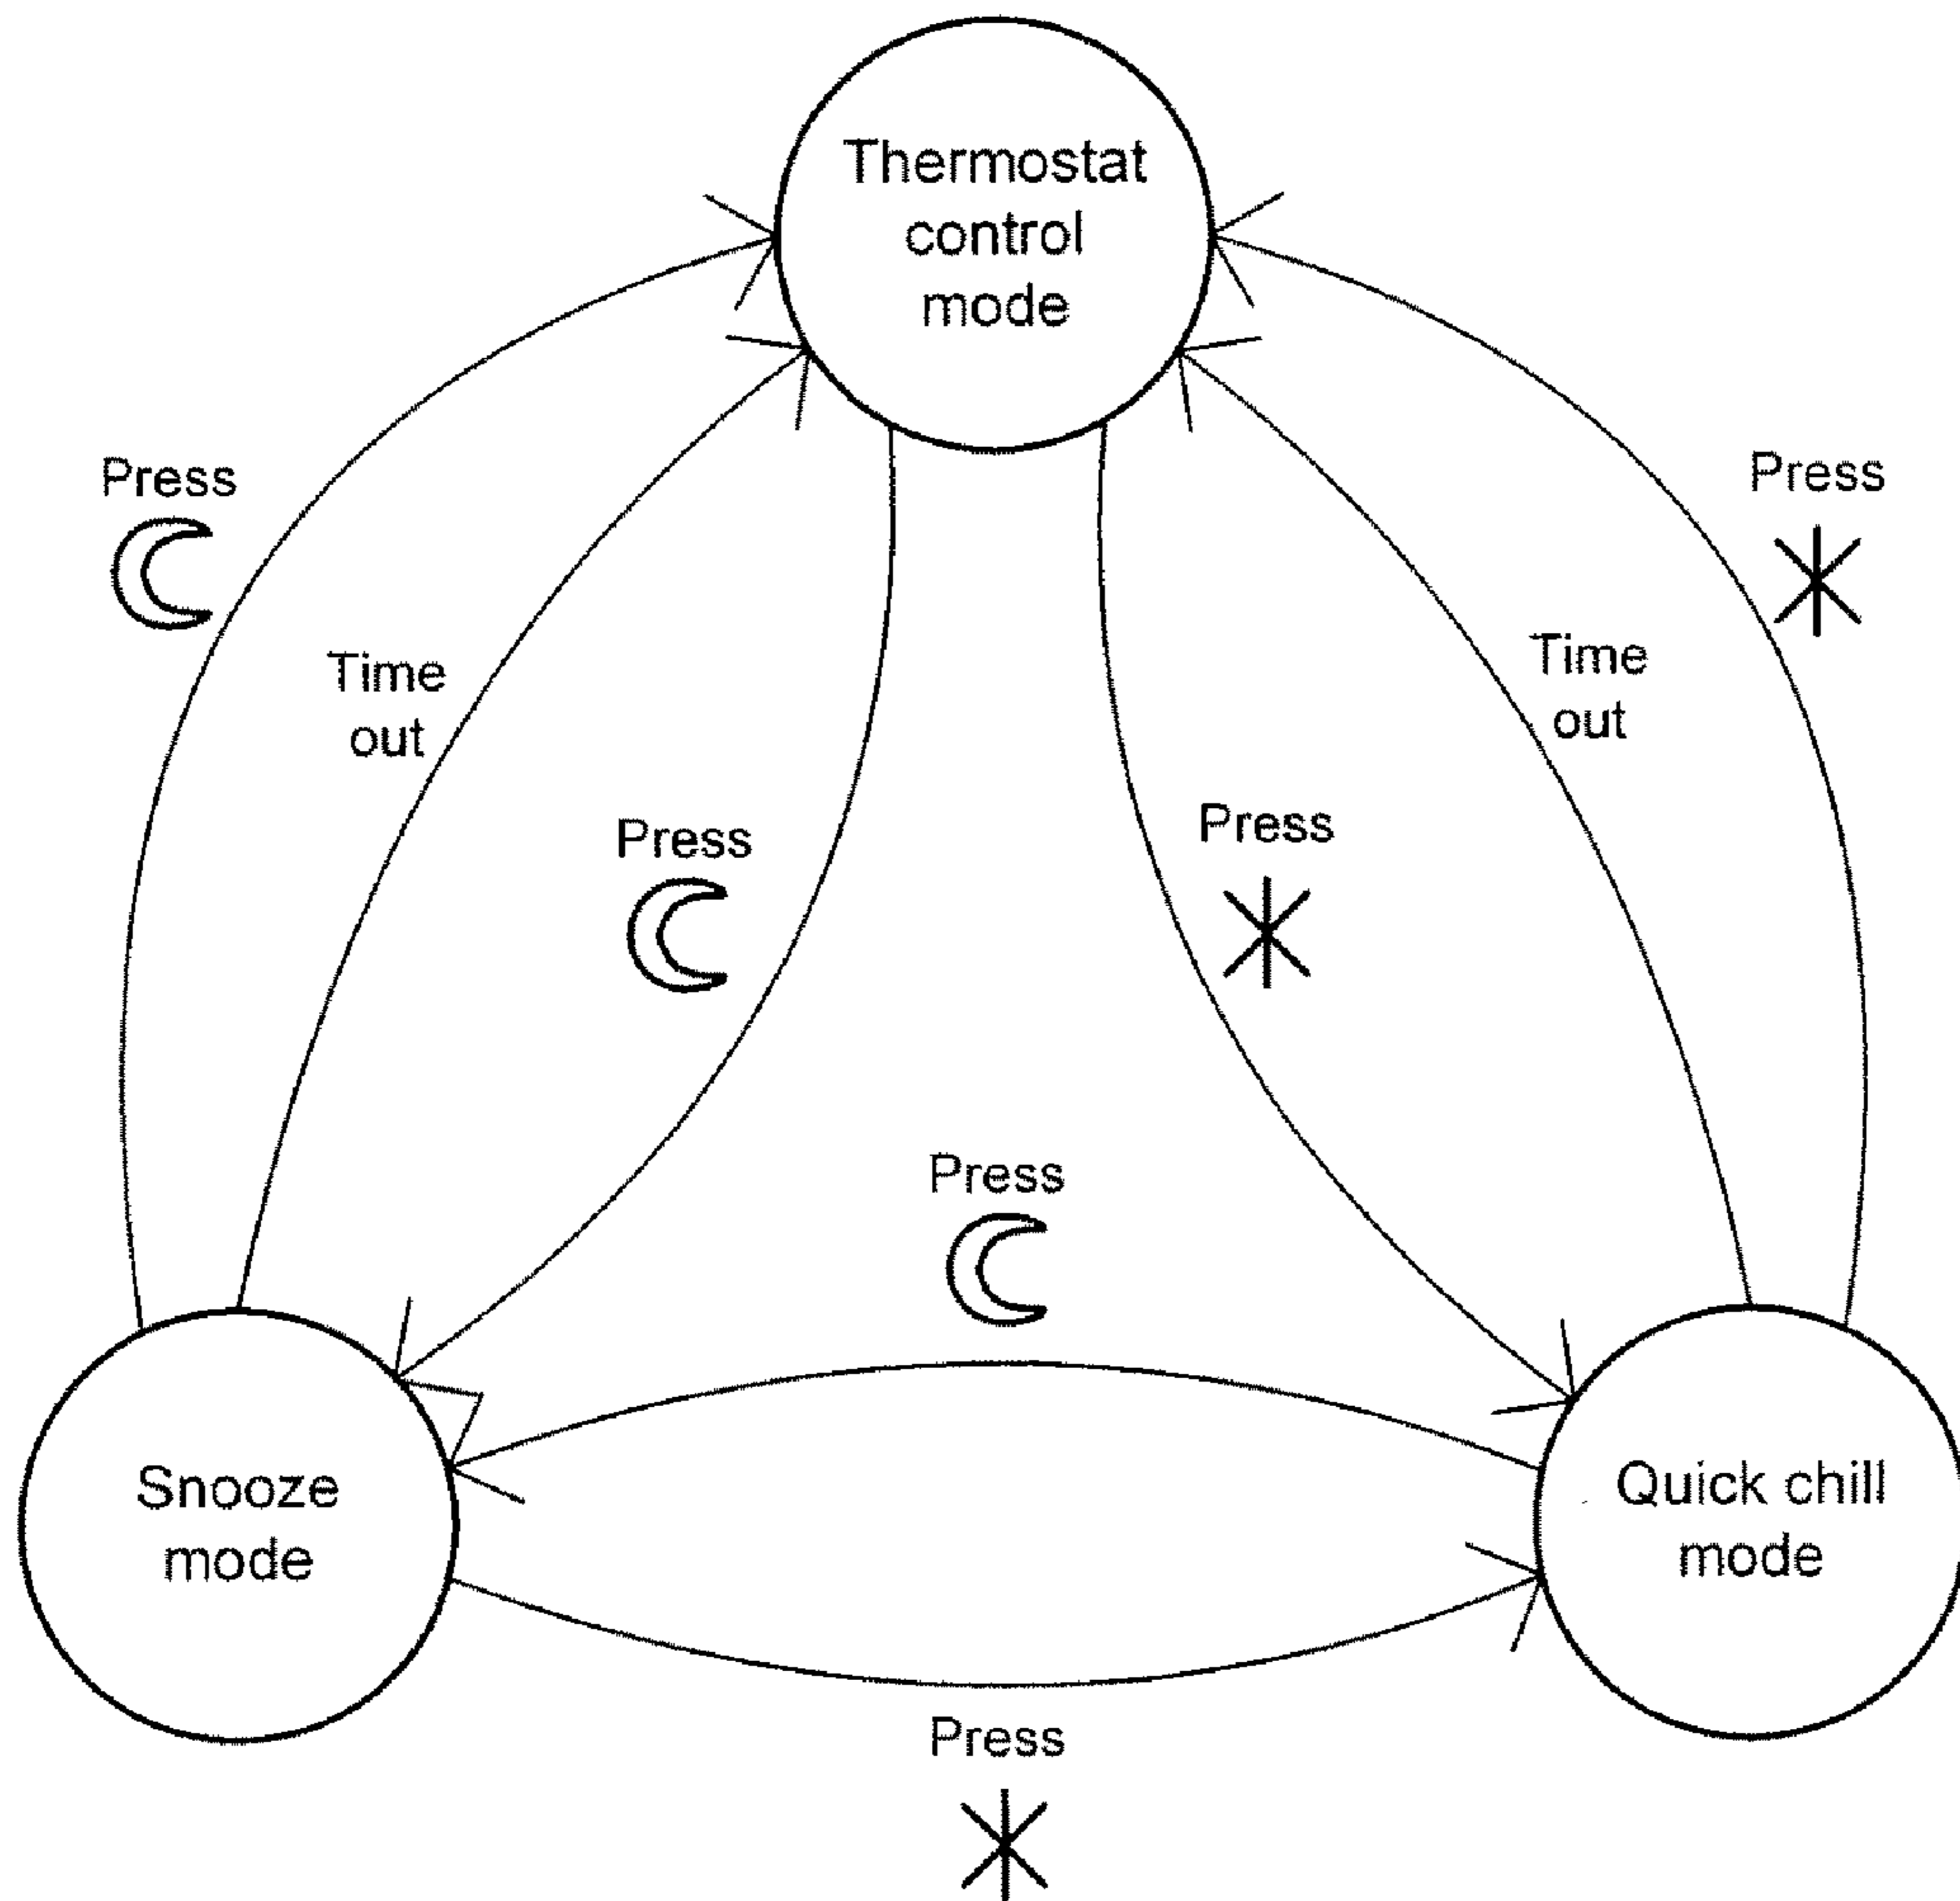 Thermostat
control
mode
Press
Press
Time
out
Time
out
Press
Press
Press
Snooze
mode
Quick chill
mode
Press